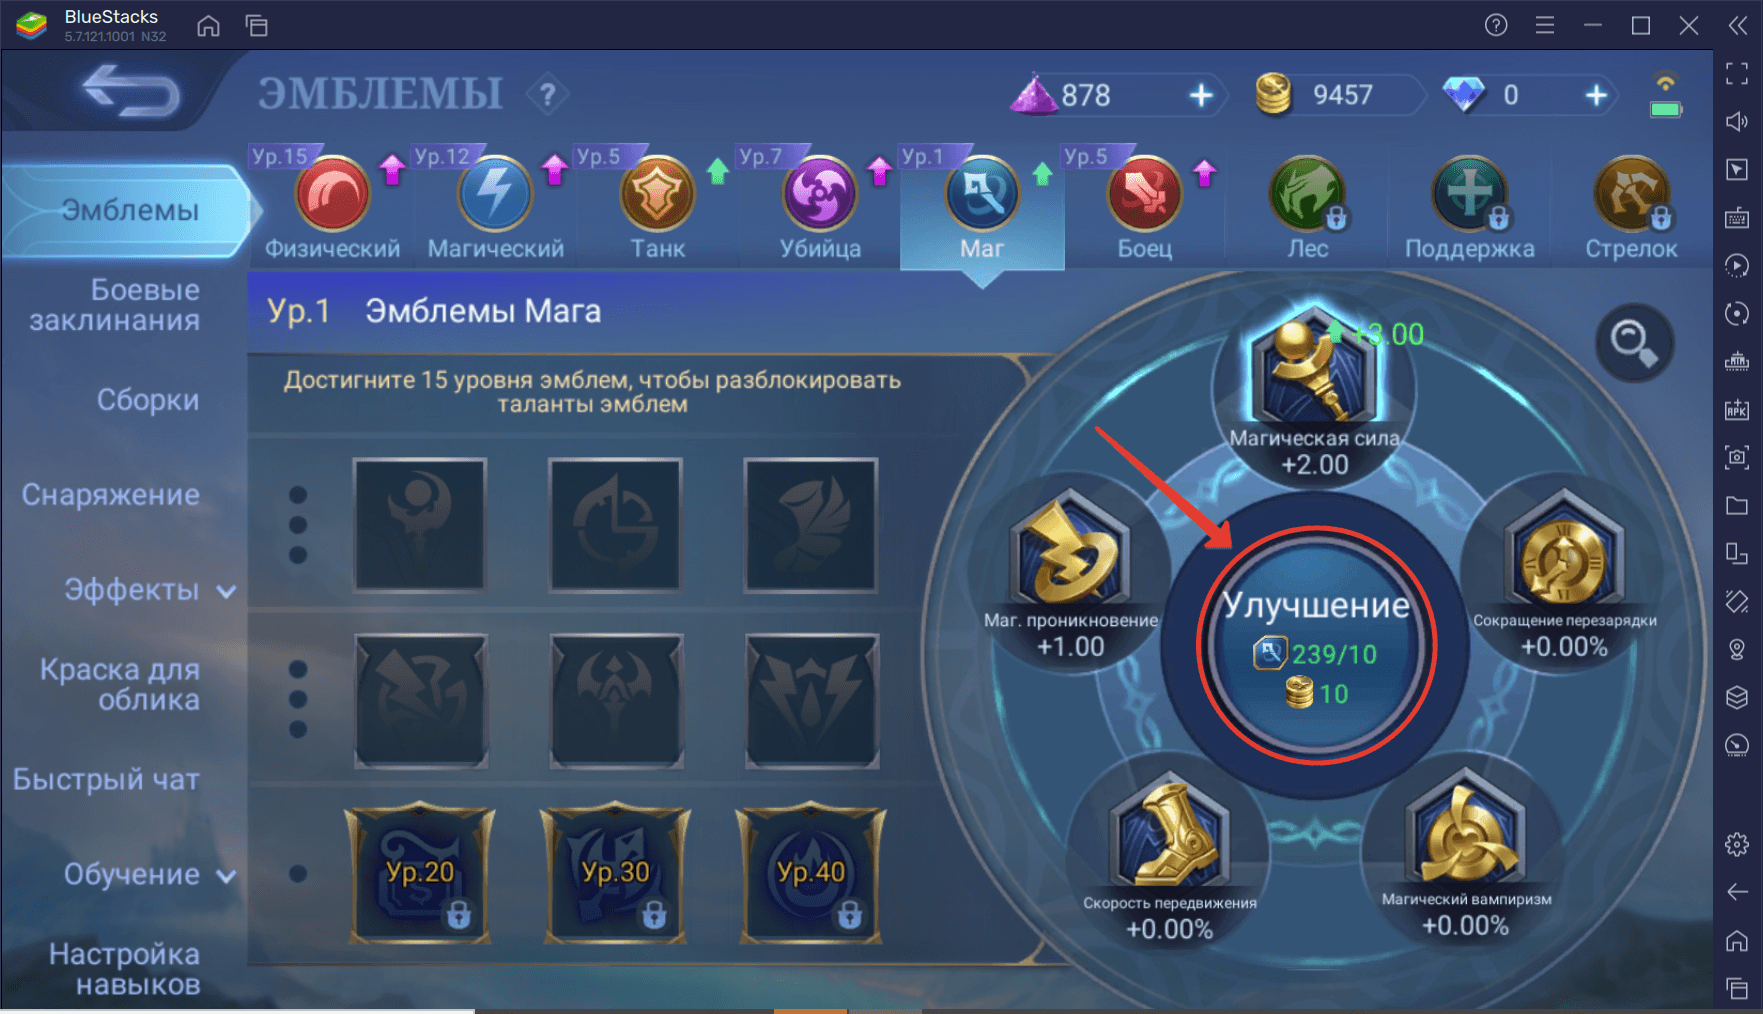 BlueStacks
5.7.121.1001 N32
ЭМБЛЕМЫ
?
878
9457
0
Эмблемы
Боевые
заклинания
Сборки
Снаряжение
Эффекты
Краска для
облика
Быстрый чат
Обучение
Настройка
навыков
Ур.15
Физический
Ур.12
Магический
Ур.5
Танк
Ур.7
Убийца
Ур.1
Маг
Ур.5
Боец
Лес
Поддержка
Стрелок
Ур.1 Эмблемы Мага
Достигните 15 уровня эмблем, чтобы разблокировать
таланты эмблем
Ур.20
Ур.30
Ур.40
+3.00
Магическая сила
+2.00
Маг. проникновение
+1.00
Улучшение
239/10
10
Сокращение перезарядки
+0.00%
Скорость передвижения
+0.00%
Магический вампиризм
+0.00%
APK